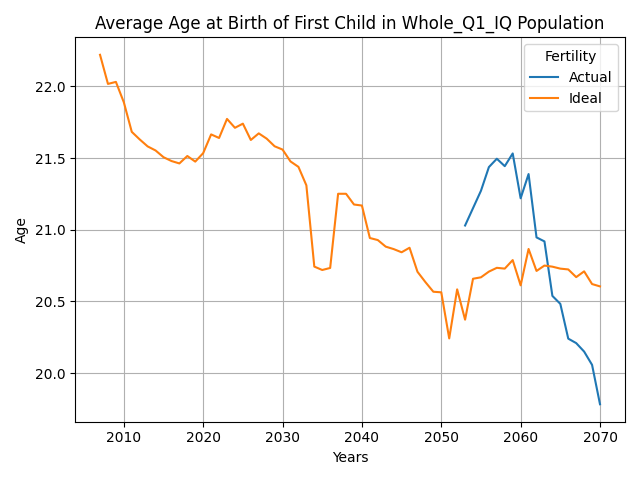 Average Age at Birth of First Child in Whole_Q1_IQ Population
Fertility
Actual
Ideal
22.0
21.5
21.0
20.5
20.0
Age
2010 2020 2030 2040 2050 2060 2070
Years